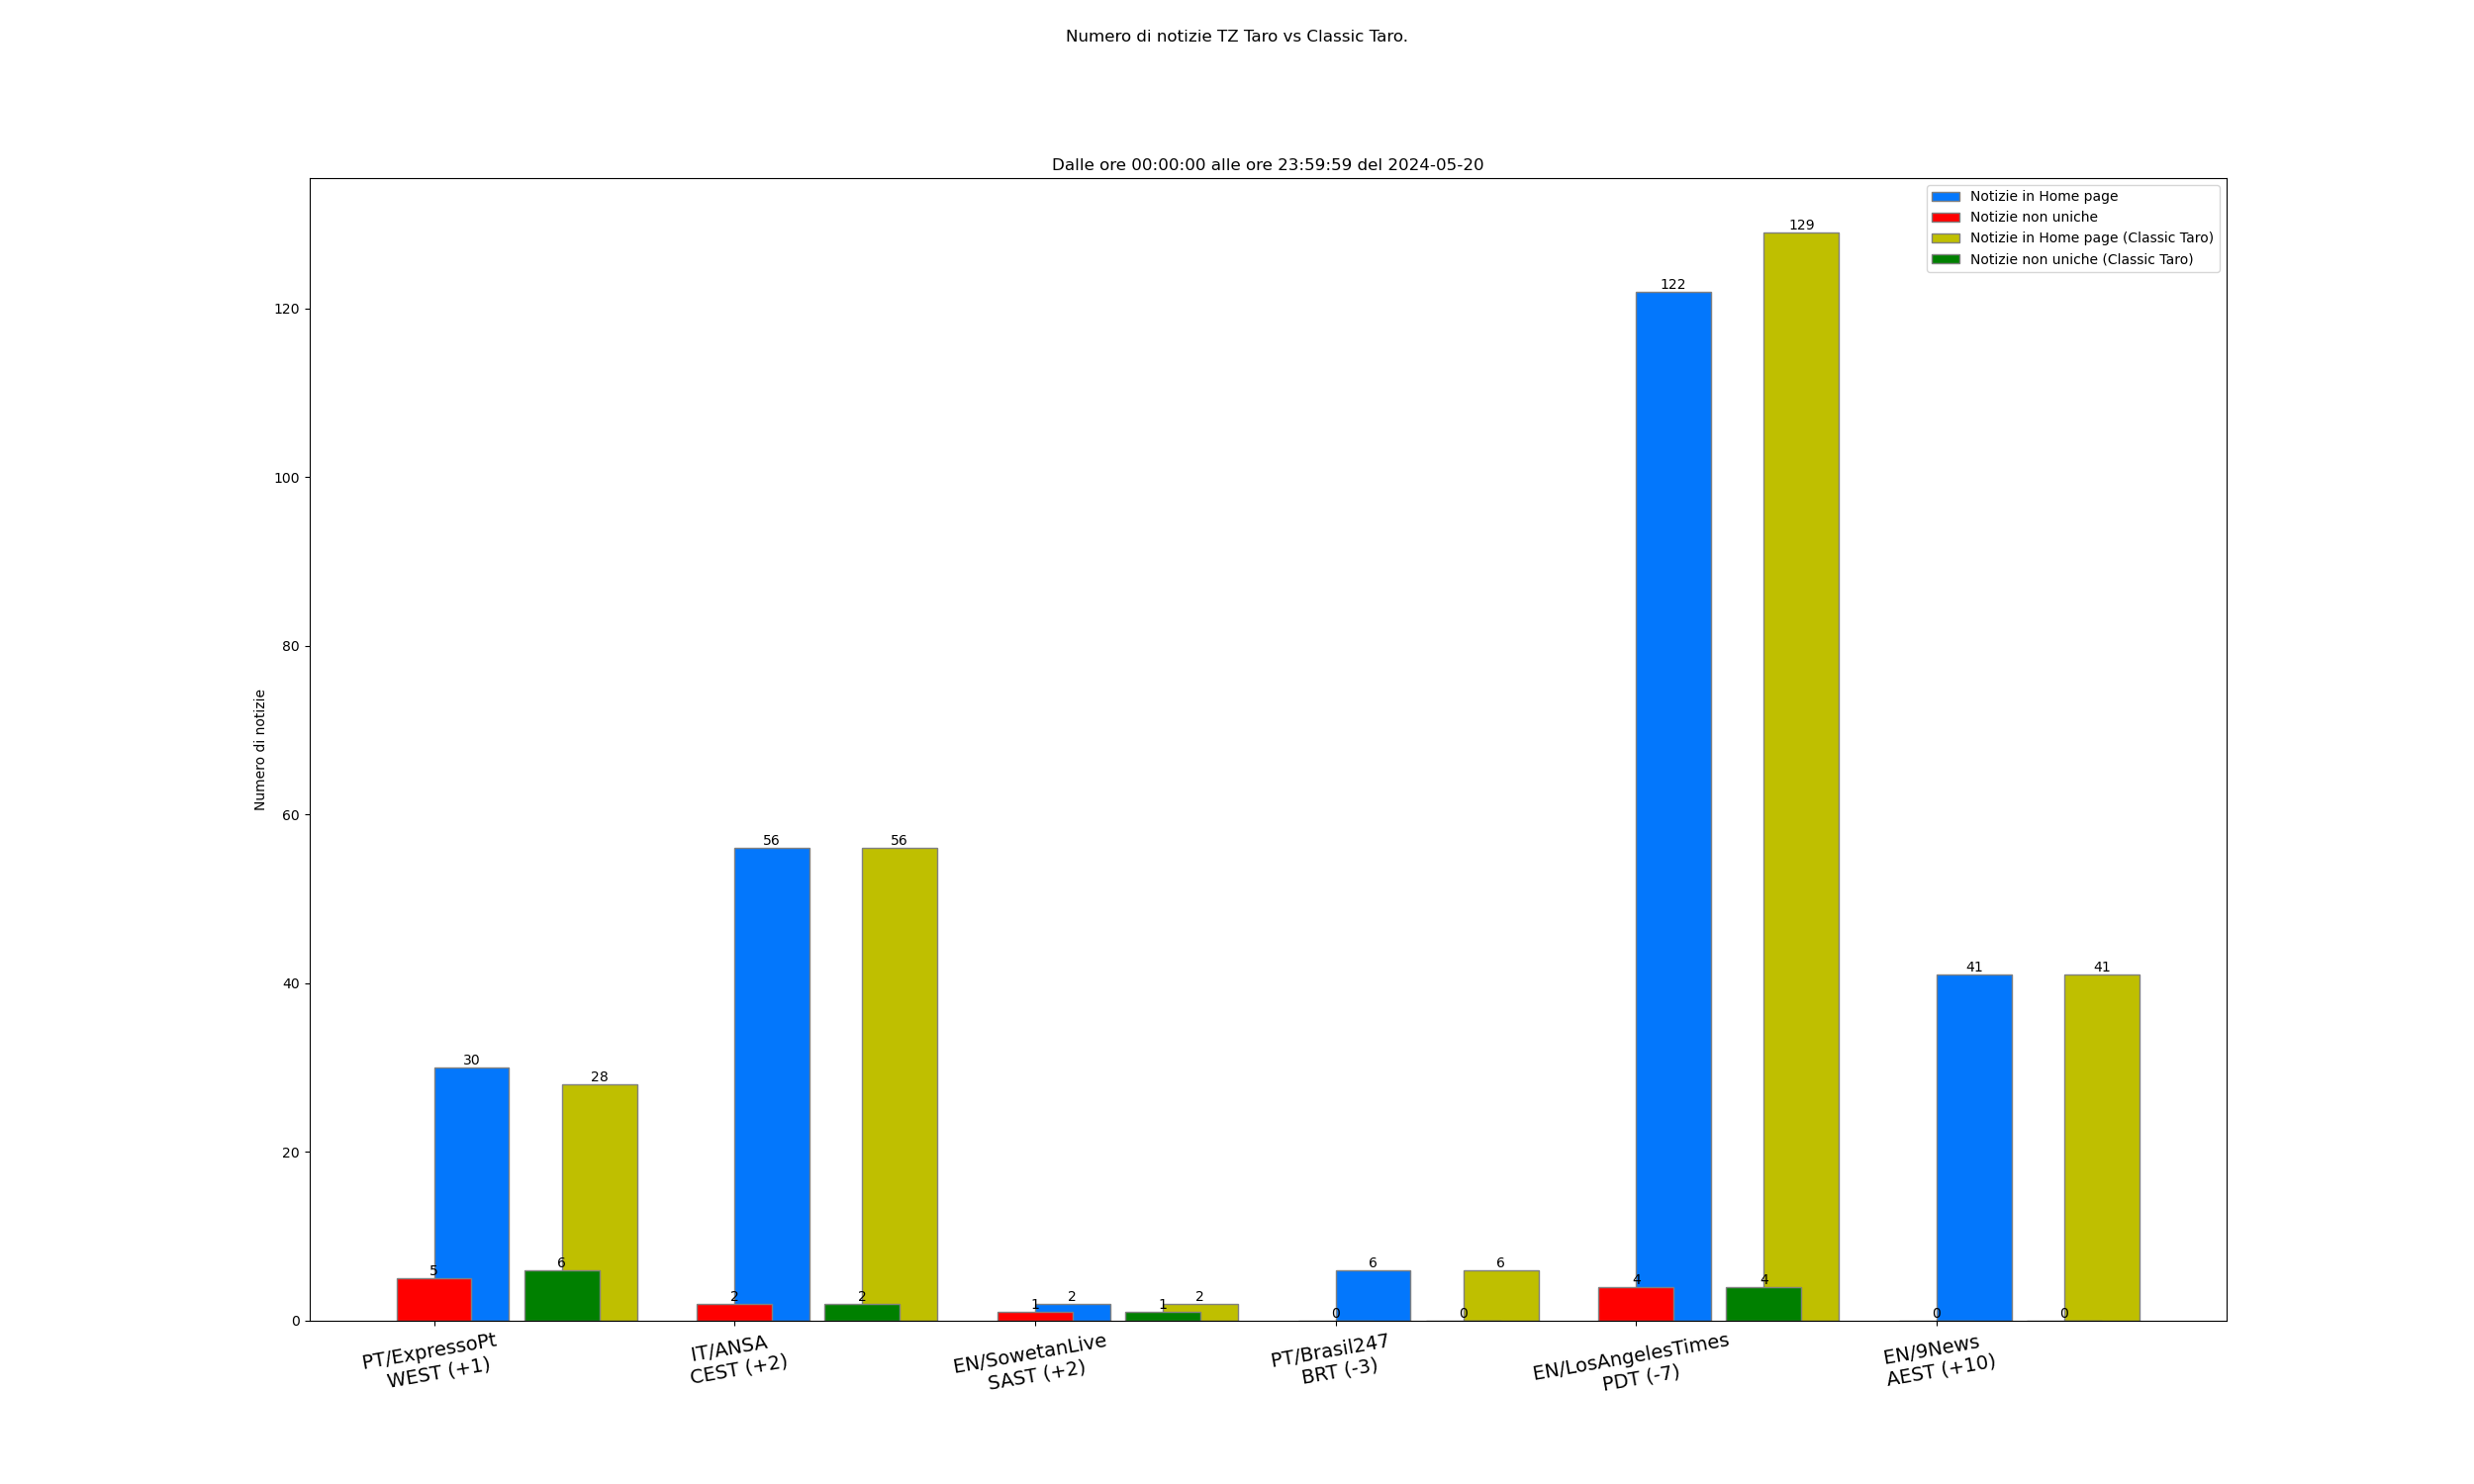 Numero di notizie TZ Taro vs Classic Taro.
Dalle ore 00:00:00 alle ore 23:59:59 del 2024-05-20
Notizie in Home page
Notizie non uniche
Notizie in Home page (Classic Taro)
Notizie non uniche (Classic Taro)
Numero di notizie
120
100
80
60
40
20
0
5
30
6
28
2
56
2
56
1
2
1
2
0
6
0
6
4
122
4
129
0
41
0
41
PT/ExpressoPt
WEST (+1)
IT/ANSA
CEST (+2)
EN/SowetanLive
SAST (+2)
PT/Brasil247
BRT (-3)
EN/LosAngelesTimes
PDT (-7)
EN/9News
AEST (+10)